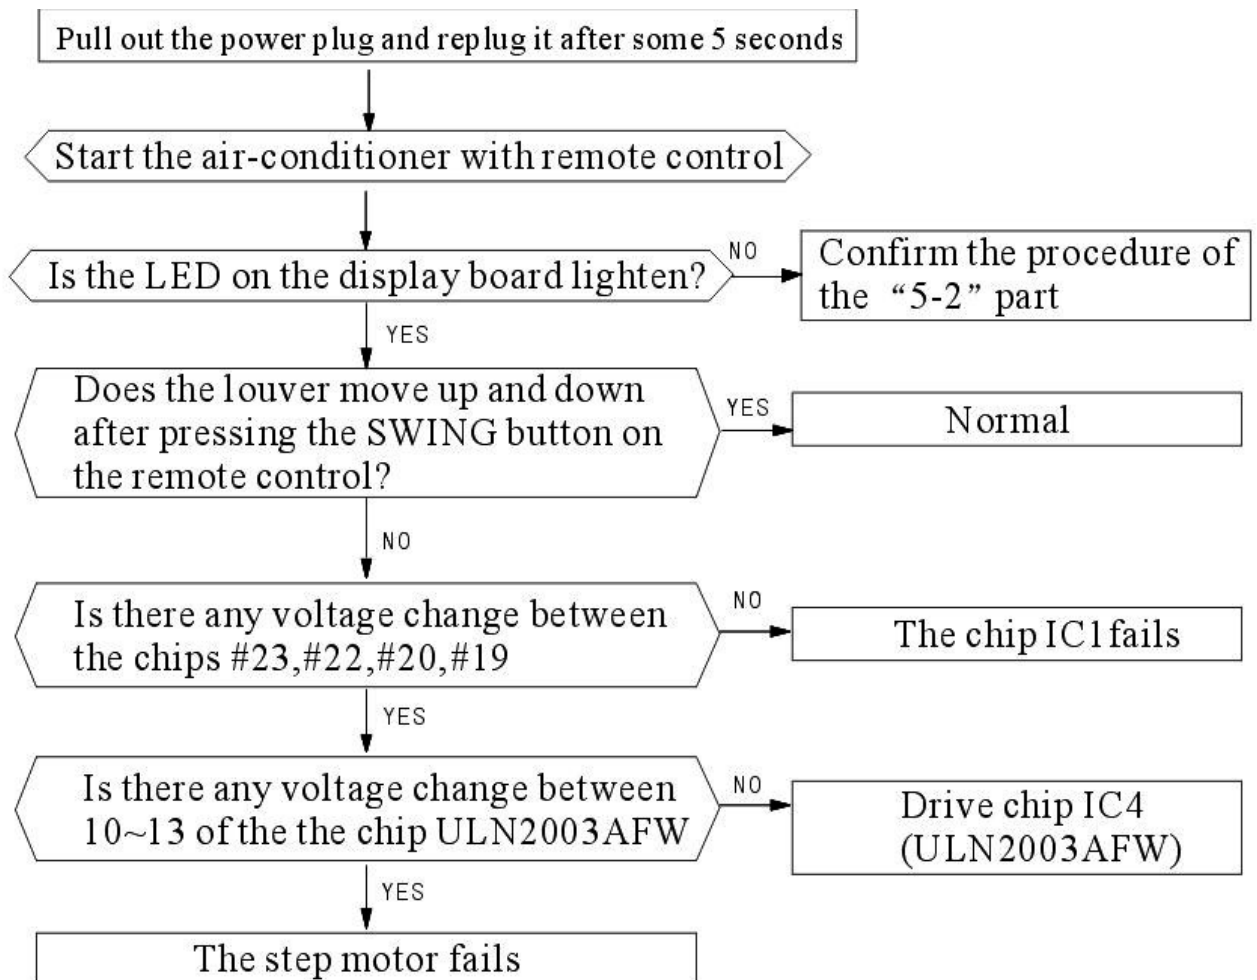 Pull out the power plug and replug it after some 5 seconds
Start the air-conditioner with remote control
Is the LED on the display board lighten?
NO
Confirm the procedure of
the “5-2” part
YES
Does the louver move up and down
after pressing the SWING button on
the remote control?
YES
Normal
NO
Is there any voltage change between
the chips #23,#22,#20,#19
NO
The chip IC1 fails
YES
Is there any voltage change between
10~13 of the the chip ULN2003AFW
NO
Drive chip IC4
(ULN2003AFW)
YES
The step motor fails